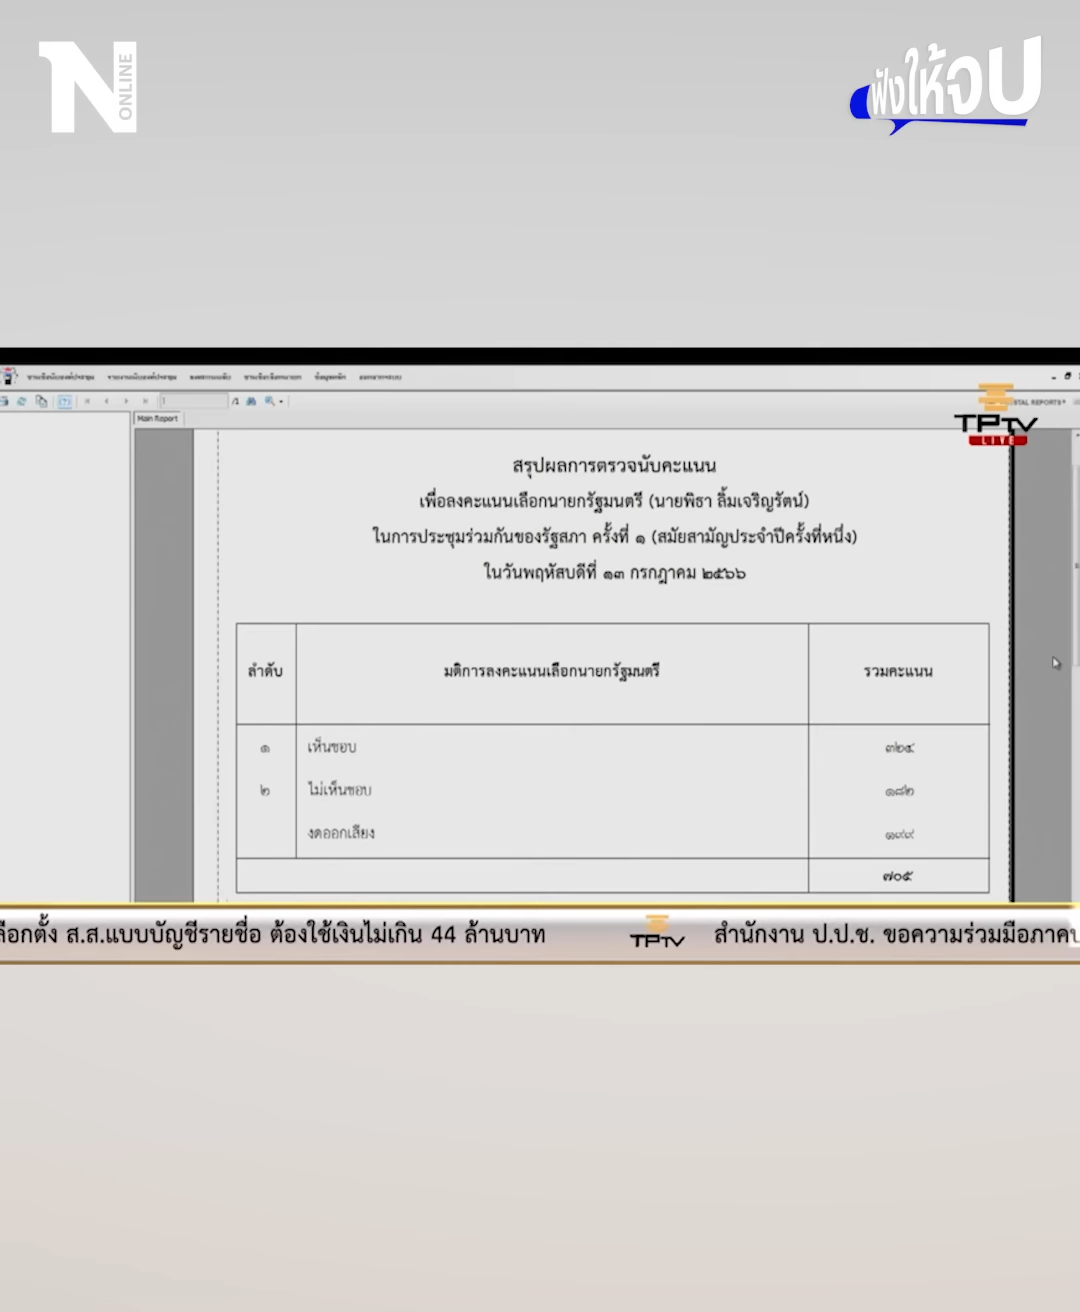 N ONLINE
ฟังให้จบ
Main Report
TPTV
LIVE
สรุปผลการตรวจนับคะแนน
เพื่อลงคะแนนเลือกนายกรัฐมนตรี (นายพิธา ลิ้มเจริญรัตน์)
ในการประชุมร่วมกันของรัฐสภา ครั้งที่ ๑ (สมัยสามัญประจำปีครั้งที่หนึ่ง)
ในวันพฤหัสบดีที่ ๑๓ กรกฎาคม ๒๕๖๖
ลำดับ มติการลงคะแนนเลือกนายกรัฐมนตรี รวมคะแนน
๑ เห็นชอบ ๓๒๔
๒ ไม่เห็นชอบ ๑๘๒
งดออกเสียง ๑๙๙
๗๐๕
ลือกตั้ง ส.ส.แบบบัญชีรายชื่อ ต้องใช้เงินไม่เกิน 44 ล้านบาท TPTV สำนักงาน ป.ป.ช. ขอความร่วมมือภาค